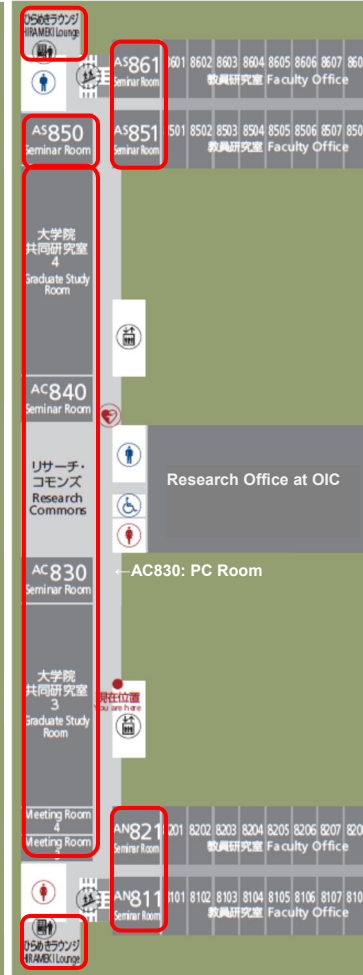 ひらめきラウンジ
HIRAMEKI Lounge
AS861
Seminar Room
8601 8602 8603 8604 8605 8606 8607 860
教員研究室 Faculty Office
AS850
Seminar Room
AS851
Seminar Room
8501 8502 8503 8504 8505 8506 8507 850
教員研究室 Faculty Office
大学院
共同研究室
4
Graduate Study
Room
AC840
Seminar Room
リサーチ・
コモンズ
Research
Commons
Research Office at OIC
AC830
Seminar Room
←AC830: PC Room
大学院
共同研究室
3
Graduate Study
Room
現在位置
You are here
Meeting Room
4
Meeting Room
3
AN821
Seminar Room
8201 8202 8203 8204 8205 8206 8207 820
教員研究室 Faculty Office
AN811
Seminar Room
8101 8102 8103 8104 8105 8106 8107 810
教員研究室 Faculty Office
ひらめきラウンジ
HIRAMEKI Lounge